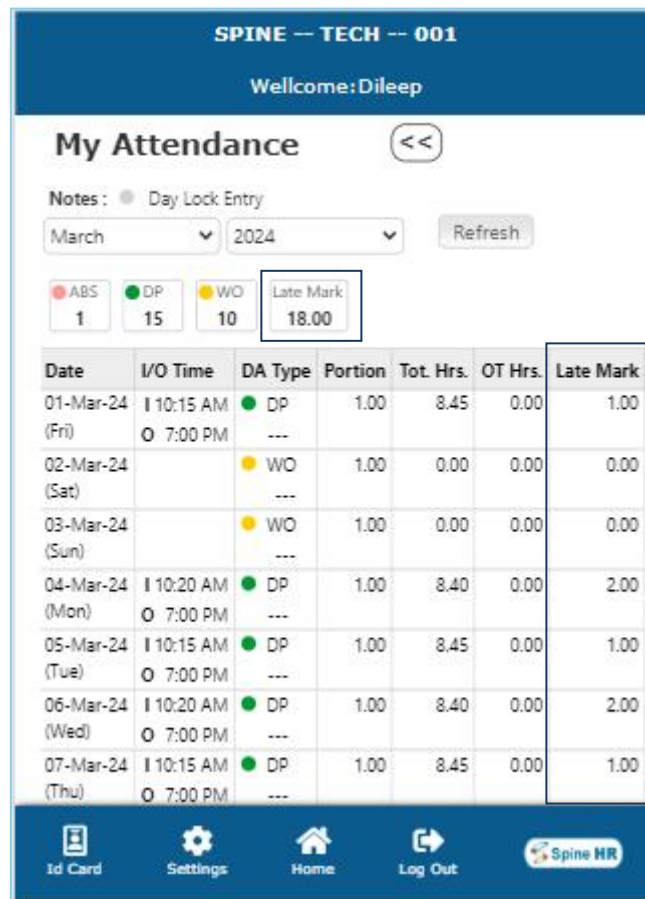 SPINE -- TECH -- 001
Wellcome:Dileep
My Attendance <<
Notes : Day Lock Entry
March 2024 Refresh
ABS DP WO Late Mark
1 15 10 18.00
Date I/O Time DA Type Portion Tot. Hrs. OT Hrs. Late Mark
01-Mar-24 I 10:15 AM DP 1.00 8.45 0.00 1.00
(Fri) O 7:00 PM ---
02-Mar-24 WO 1.00 0.00 0.00 0.00
(Sat) ---
03-Mar-24 WO 1.00 0.00 0.00 0.00
(Sun) ---
04-Mar-24 I 10:20 AM DP 1.00 8.40 0.00 2.00
(Mon) O 7:00 PM ---
05-Mar-24 I 10:15 AM DP 1.00 8.45 0.00 1.00
(Tue) O 7:00 PM ---
06-Mar-24 I 10:20 AM DP 1.00 8.40 0.00 2.00
(Wed) O 7:00 PM ---
07-Mar-24 I 10:15 AM DP 1.00 8.45 0.00 1.00
(Thu) O 7:00 PM ---
Id Card Settings Home Log Out Spine HR